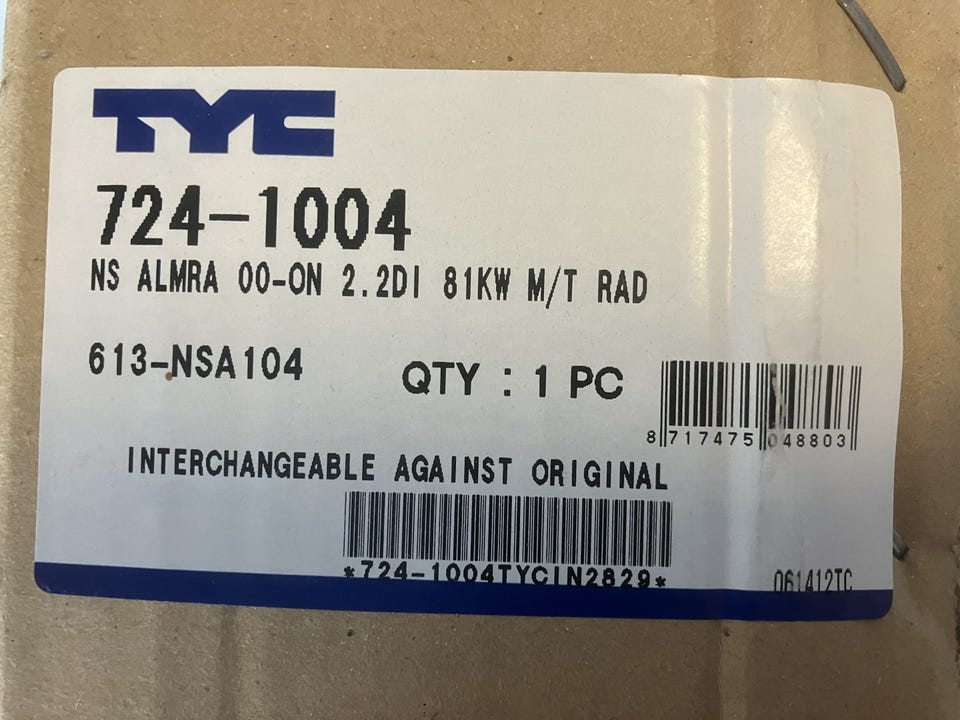 TYC
724-1004
NS ALMRA 00-ON 2.2DI 81KW M/T RAD
613-NSA104
QTY : 1 PC
8 717475 048803
INTERCHANGEABLE AGAINST ORIGINAL
*724-1004TYCIN2829*
061412TC